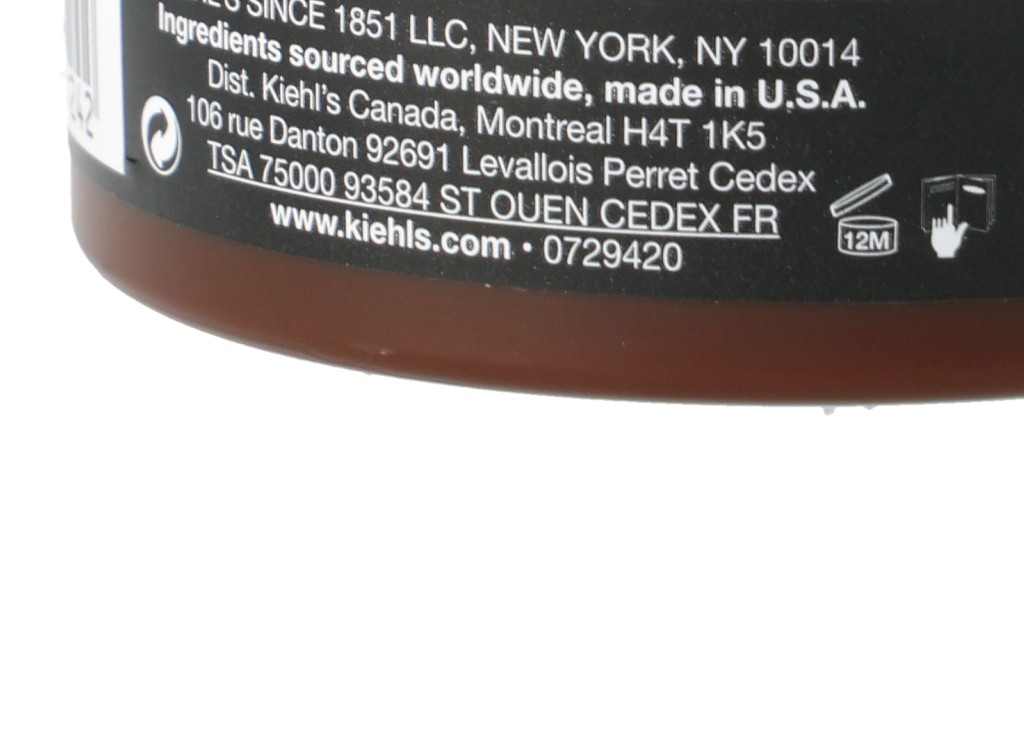 SINCE 1851 LLC, NEW YORK, NY 10014
Ingredients sourced worldwide, made in U.S.A.
Dist. Kiehl's Canada, Montreal H4T 1K5
106 rue Danton 92691 Levallois Perret Cedex
TSA 75000 93584 ST OUEN CEDEX FR
www.kiehls.com • 0729420
12M